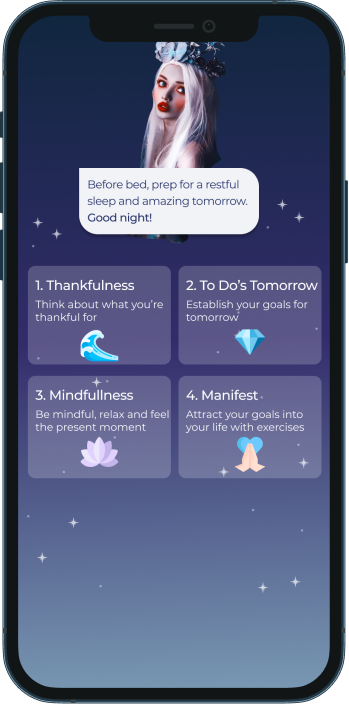 Before bed, prep for a restful
sleep and amazing tomorrow.
Good night!
1. Thankfulness
Think about what you're
thankful for
2. To Do's Tomorrow
Establish your goals for
tomorrow
3. Mindfullness
Be mindful, relax and feel
the present moment
4. Manifest
Attract your goals into
your life with exercises